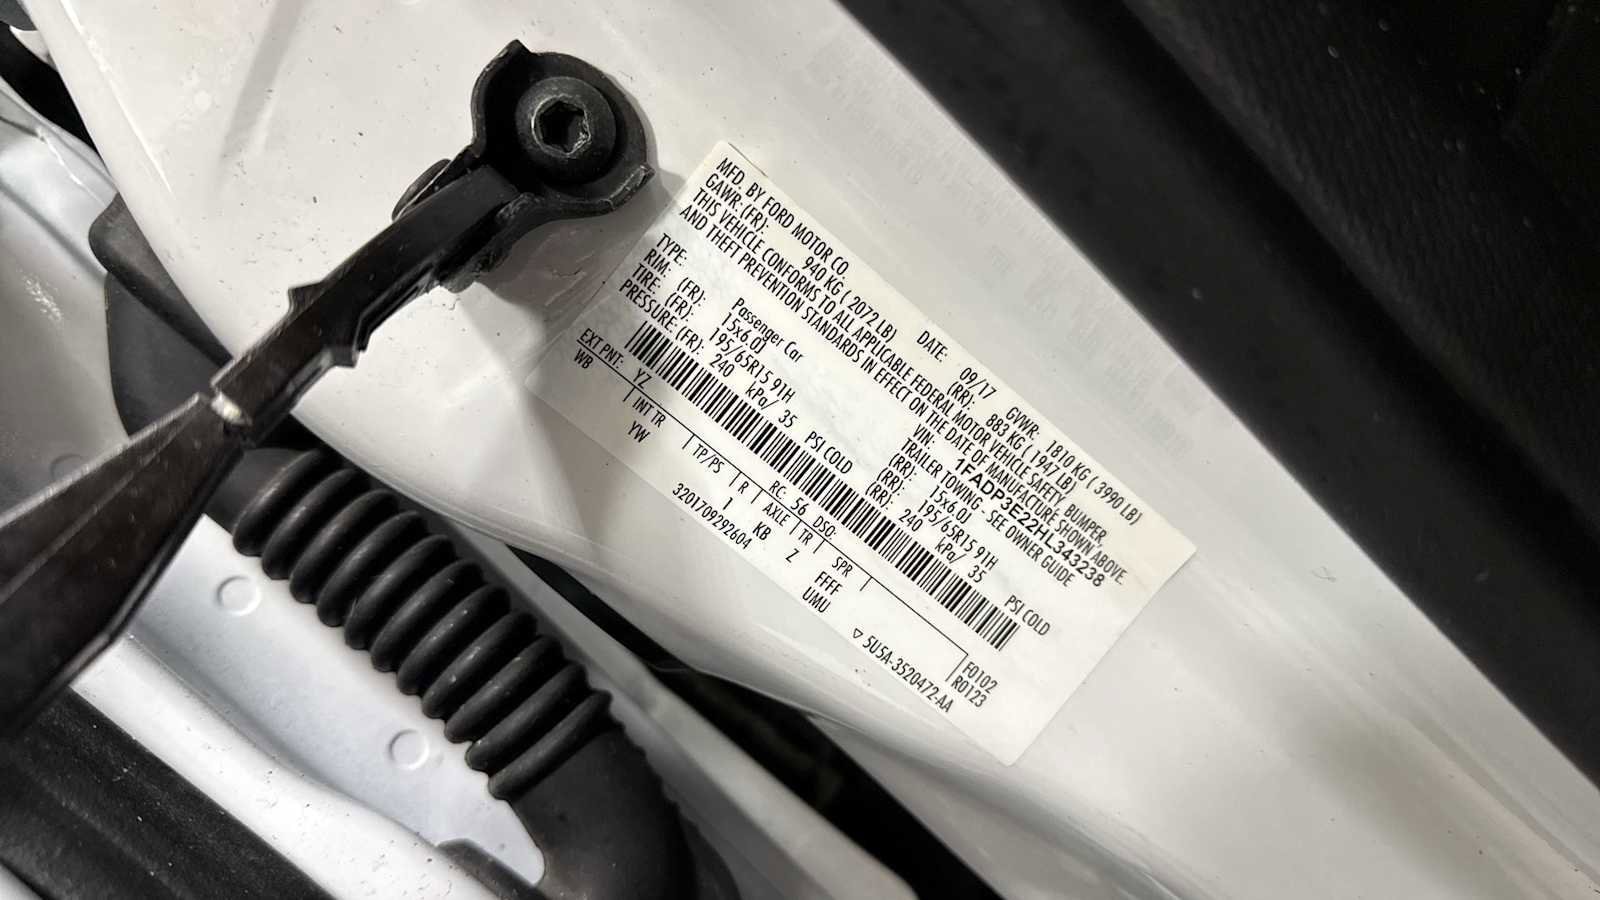 MFD. BY FORD MOTOR CO. DATE: 09/17 GVWR: 1810 KG ( 3990 LB)
GAWR: (FR): 940 KG ( 2072 LB) (RR): 883 KG ( 1947 LB)
THIS VEHICLE CONFORMS TO ALL APPLICABLE FEDERAL MOTOR VEHICLE SAFETY, BUMPER,
AND THEFT PREVENTION STANDARDS IN EFFECT ON THE DATE OF MANUFACTURE SHOWN ABOVE.
VIN: 1FADP3E22HL343238
TYPE: Passenger Car TRAILER TOWING - SEE OWNER GUIDE
RIM: (FR): 15x6.0J (RR): 15x6.0J
TIRE: (FR): 195/65R15 91H (RR): 195/65R15 91H
PRESSURE: (FR): 240 kPa/ 35 PSI COLD (RR): 240 kPa/ 35 PSI COLD
EXT PNT: YZ RC: 56 DSO: F0102
WB INT TR TP/PS R AXLE TR SPR R0123
YW 1 KB Z FFFF
3201709292604 UMU ▽ 5U5A-3520472-AA